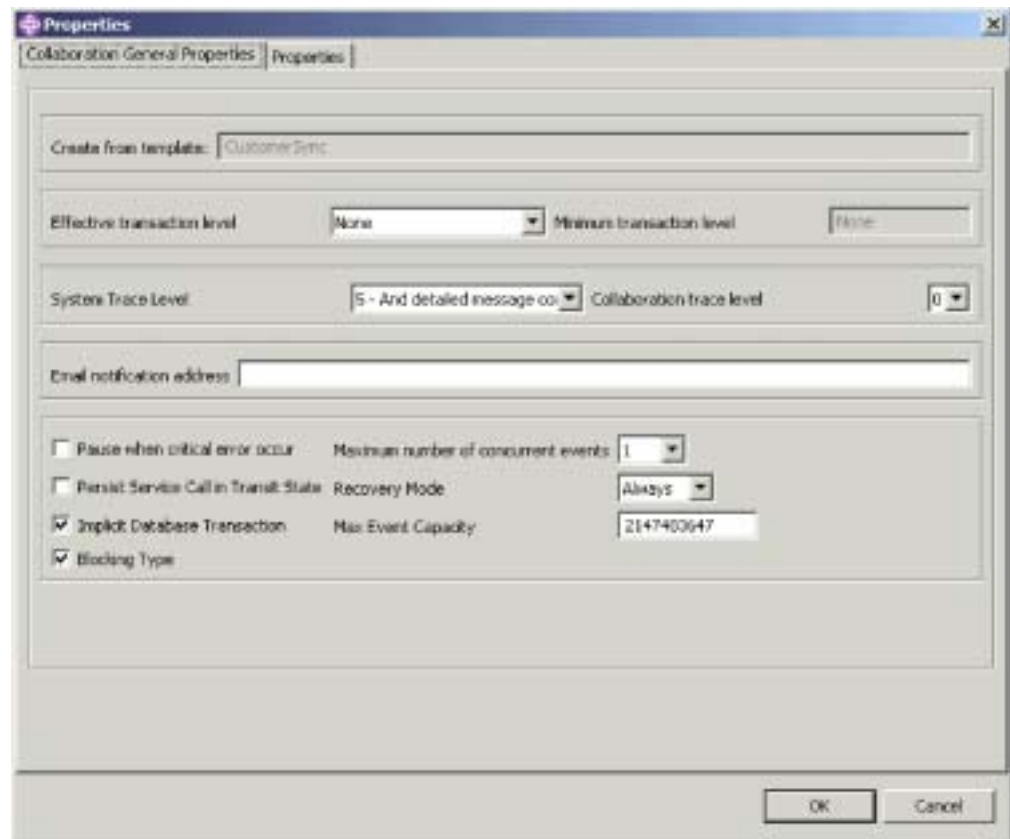 Properties
Collaboration General Properties Properties
Create from template: CustomerSync
Effective transaction level None Minimum transaction level None
System Trace Level 5 - And detailed message co Collaboration trace level 0
Email notification address
Pause when critical error occur Maximum number of concurrent events 1
Persist Service Call in Transit State Recovery Mode Always
Implicit Database Transaction Max Event Capacity 2147483647
Blocking Type
OK Cancel